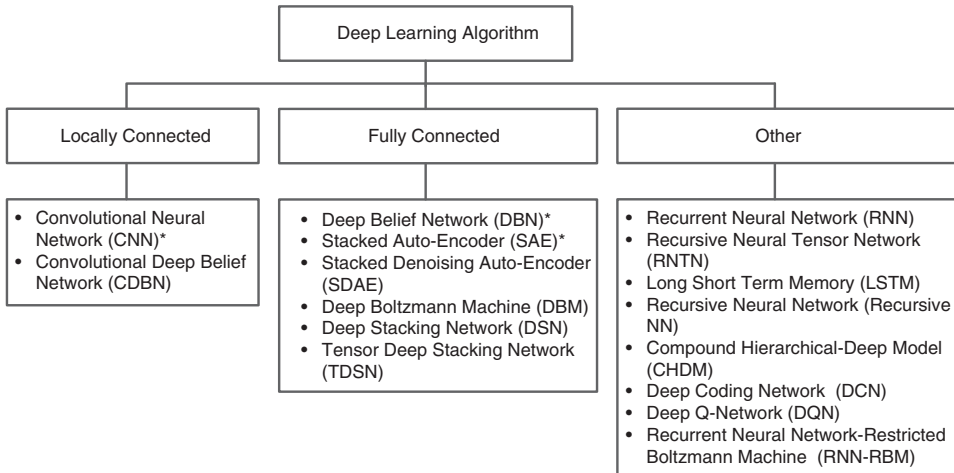 Deep Learning Algorithm
Locally Connected
Fully Connected
Other
• Convolutional Neural
Network (CNN)*
• Convolutional Deep Belief
Network (CDBN)
• Deep Belief Network (DBN)*
• Stacked Auto-Encoder (SAE)*
• Stacked Denoising Auto-Encoder
(SDAE)
• Deep Boltzmann Machine (DBM)
• Deep Stacking Network (DSN)
• Tensor Deep Stacking Network
(TDSN)
• Recurrent Neural Network (RNN)
• Recursive Neural Tensor Network
(RNTN)
• Long Short Term Memory (LSTM)
• Recursive Neural Network (Recursive
NN)
• Compound Hierarchical-Deep Model
(CHDM)
• Deep Coding Network (DCN)
• Deep Q-Network (DQN)
• Recurrent Neural Network-Restricted
Boltzmann Machine (RNN-RBM)